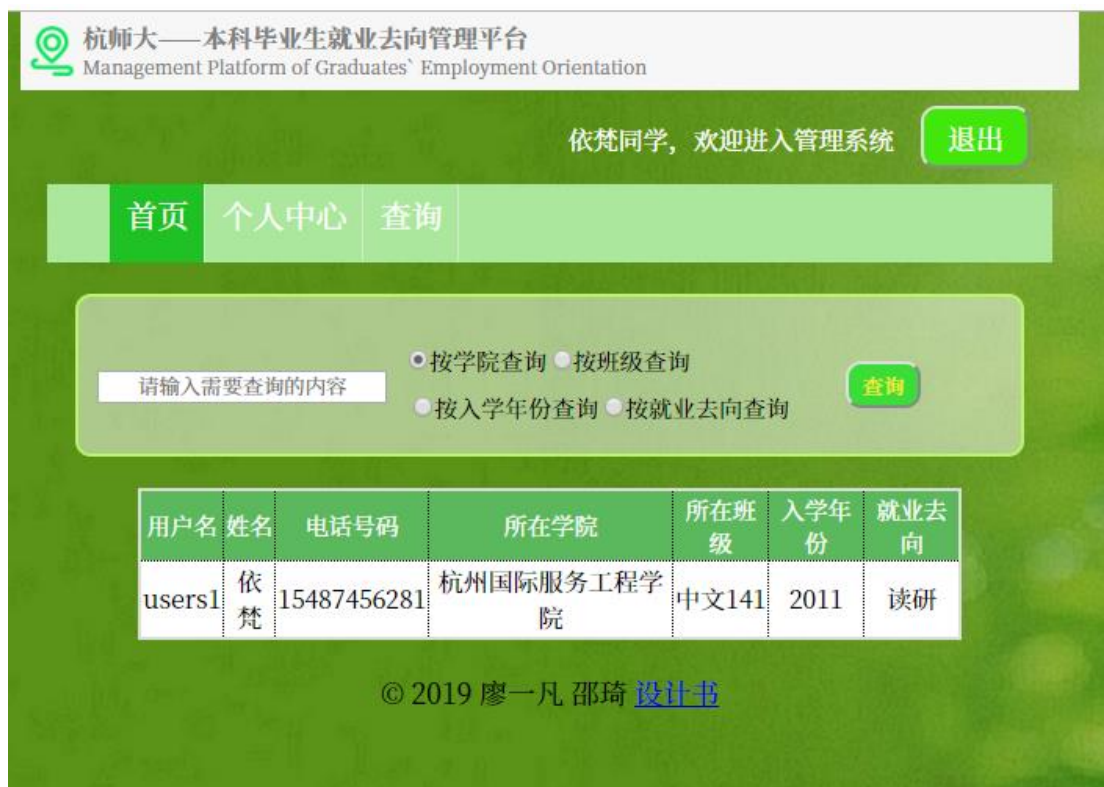 杭师大——本科毕业生就业去向管理平台
Management Platform of Graduates` Employment Orientation
依梵同学，欢迎进入管理系统 退出
首页 个人中心 查询
按学院查询 按班级查询
请输入需要查询的内容 查询
按入学年份查询 按就业去向查询
用户名 姓名 电话号码 所在学院 所在班级 入学年份 就业去向
users1 依梵 15487456281 杭州国际服务工程学院 中文141 2011 读研
© 2019 廖一凡 邵琦 设计书